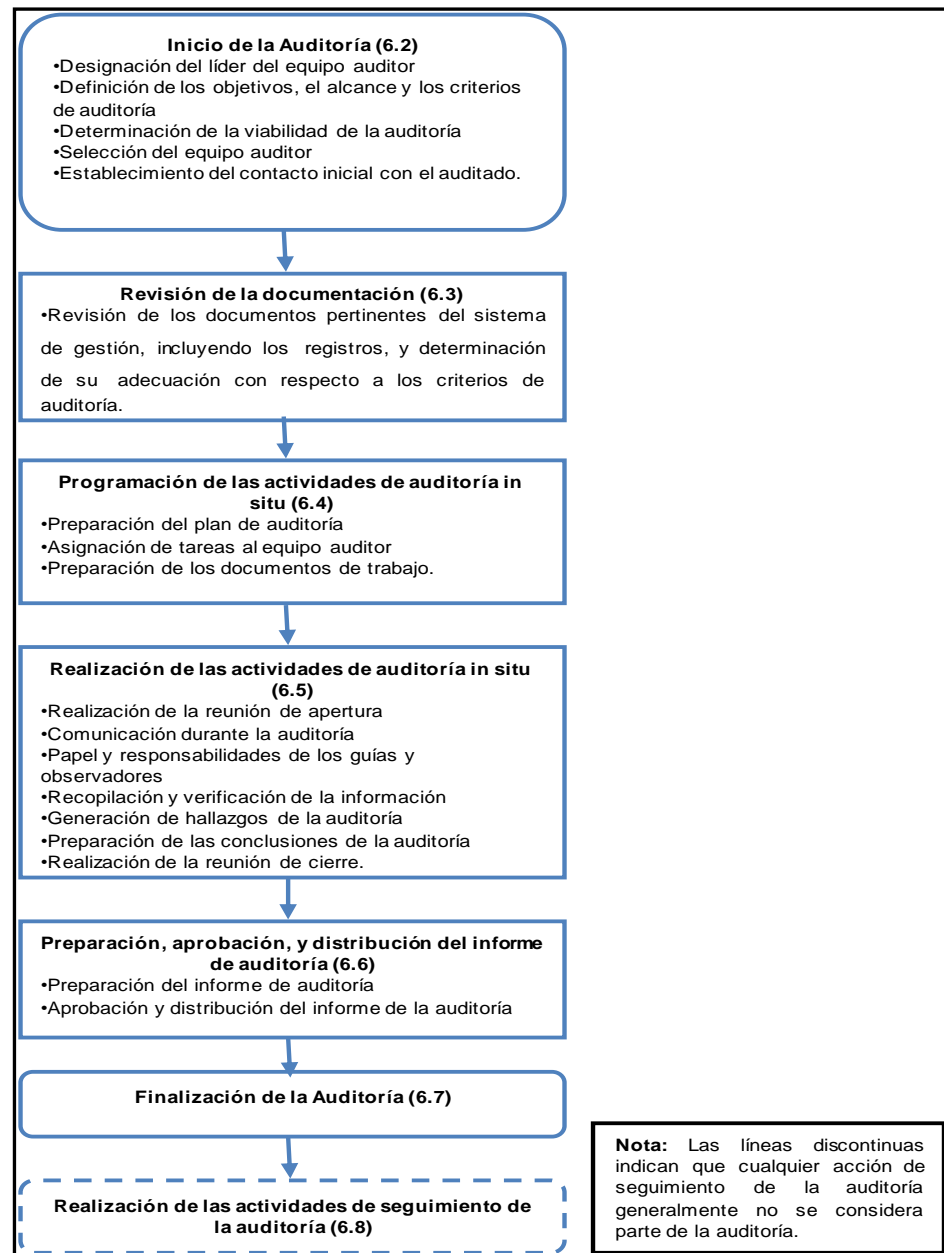 Inicio de la Auditoría (6.2)
•Designación del líder del equipo auditor
•Definición de los objetivos, el alcance y los criterios
de auditoría
•Determinación de la viabilidad de la auditoría
•Selección del equipo auditor
•Establecimiento del contacto inicial con el auditado.
Revisión de la documentación (6.3)
•Revisión de los documentos pertinentes del sistema
de gestión, incluyendo los registros, y determinación
de su adecuación con respecto a los criterios de
auditoría.
Programación de las actividades de auditoría in
situ (6.4)
•Preparación del plan de auditoría
•Asignación de tareas al equipo auditor
•Preparación de los documentos de trabajo.
Realización de las actividades de auditoría in situ
(6.5)
•Realización de la reunión de apertura
•Comunicación durante la auditoría
•Papel y responsabilidades de los guías y
observadores
•Recopilación y verificación de la información
•Generación de hallazgos de la auditoría
•Preparación de las conclusiones de la auditoría
•Realización de la reunión de cierre.
Preparación, aprobación, y distribución del informe
de auditoría (6.6)
•Preparación del informe de auditoría
•Aprobación y distribución del informe de la auditoría
Finalización de la Auditoría (6.7)
Realización de las actividades de seguimiento de
la auditoría (6.8)
Nota: Las líneas discontinuas
indican que cualquier acción de
seguimiento de la auditoría
generalmente no se considera
parte de la auditoría.